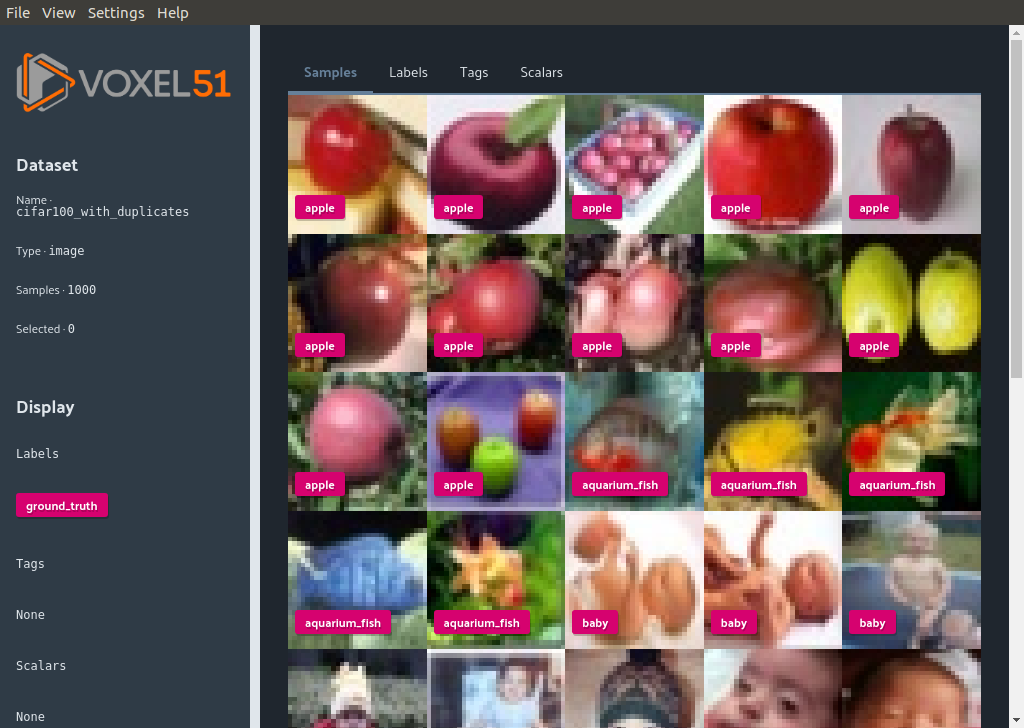 File View Settings Help
VOXEL51
Samples Labels Tags Scalars
Dataset
Name ·
cifar100_with_duplicates
Type · image
Samples · 1000
Selected · 0
Display
Labels
ground_truth
Tags
None
Scalars
None
apple apple apple apple apple
apple apple apple apple apple
apple apple aquarium_fish aquarium_fish aquarium_fish
aquarium_fish aquarium_fish baby baby baby